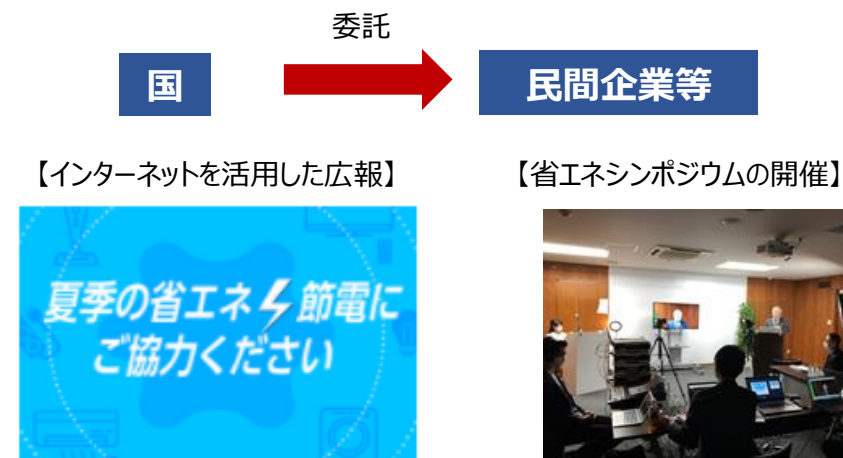 委託
国
民間企業等
【インターネットを活用した広報】
【省エネシンポジウムの開催】
夏季の省エネ節電に
ご協力ください